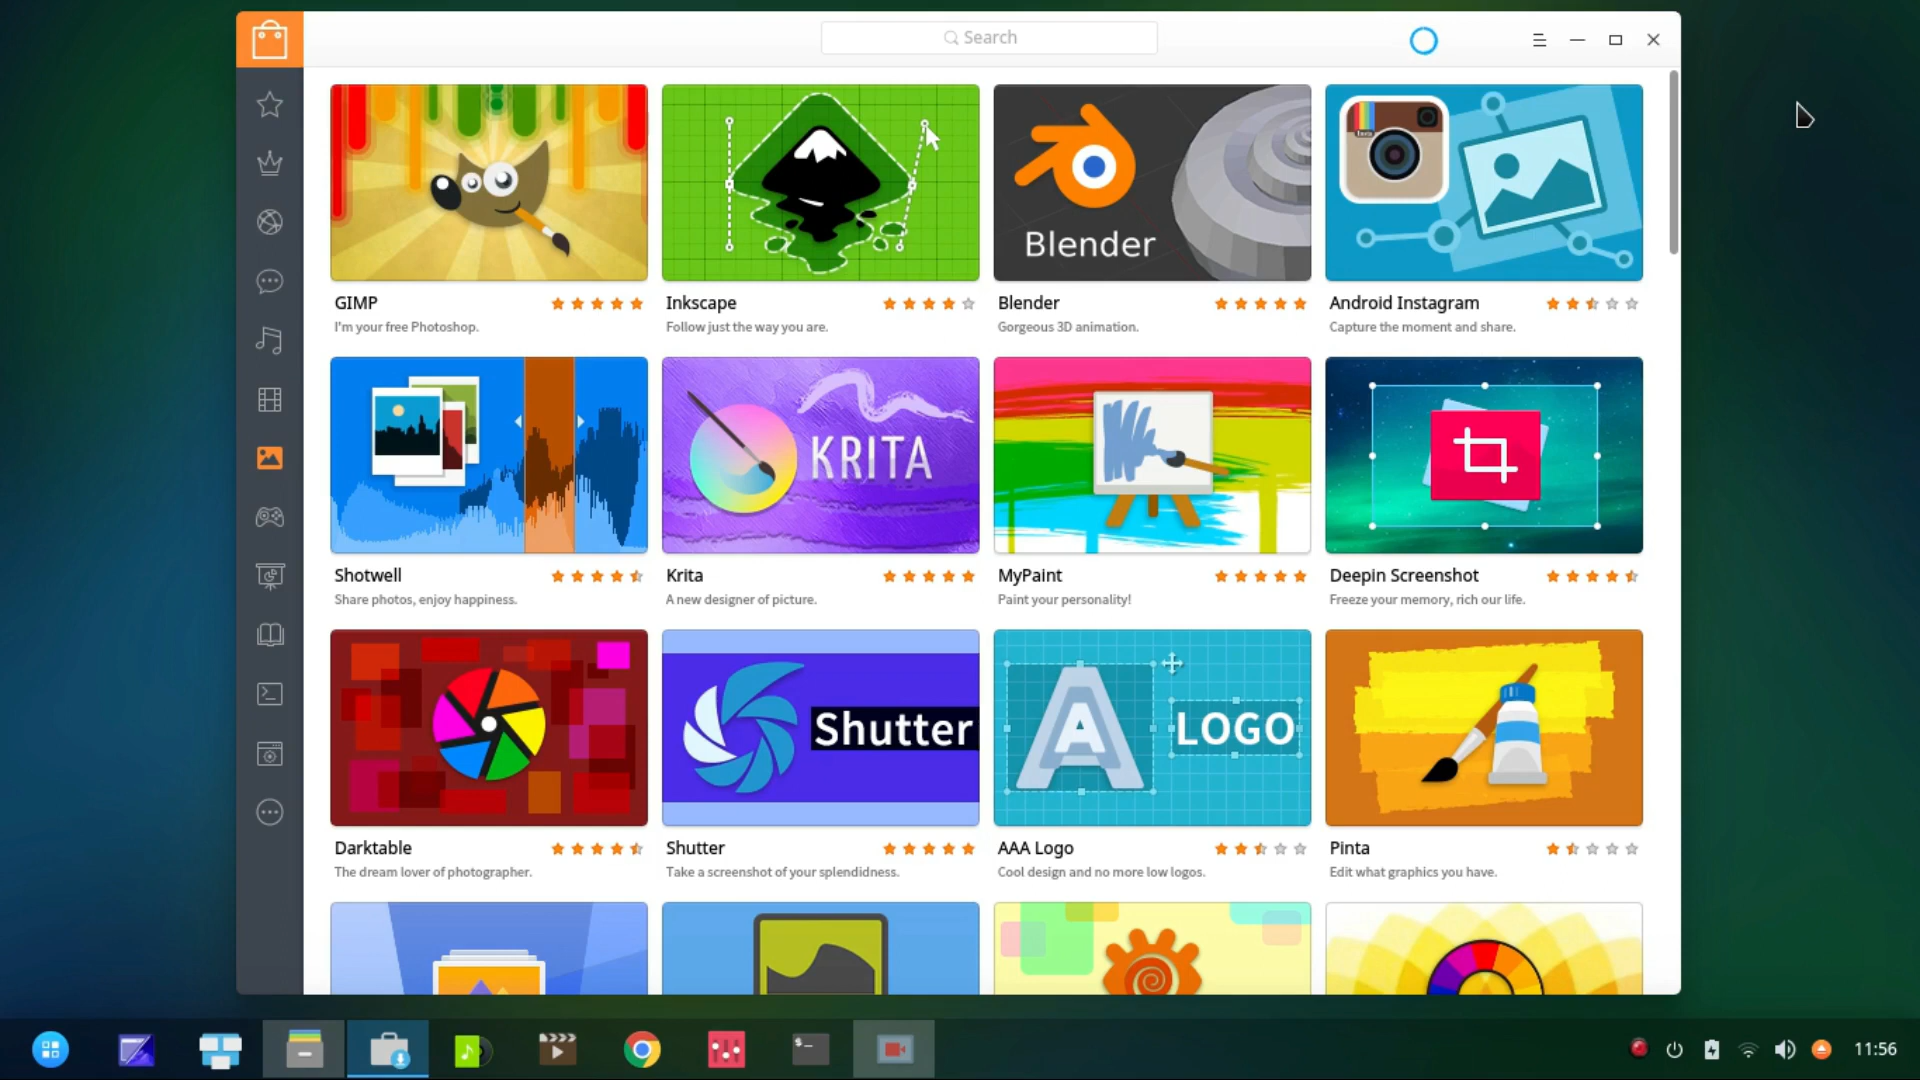 Search
Blender
GIMP
I'm your free Photoshop.
Inkscape
Follow just the way you are.
Blender
Gorgeous 3D animation.
Android Instagram
Capture the moment and share.
KRITA
Shotwell
Share photos, enjoy happiness.
Krita
A new designer of picture.
MyPaint
Paint your personality!
Deepin Screenshot
Freeze your memory, rich our life.
Shutter
A
LOGO
Darktable
The dream lover of photographer.
Shutter
Take a screenshot of your splendidness.
AAA Logo
Cool design and no more low logos.
Pinta
Edit what graphics you have.
$_
11:56